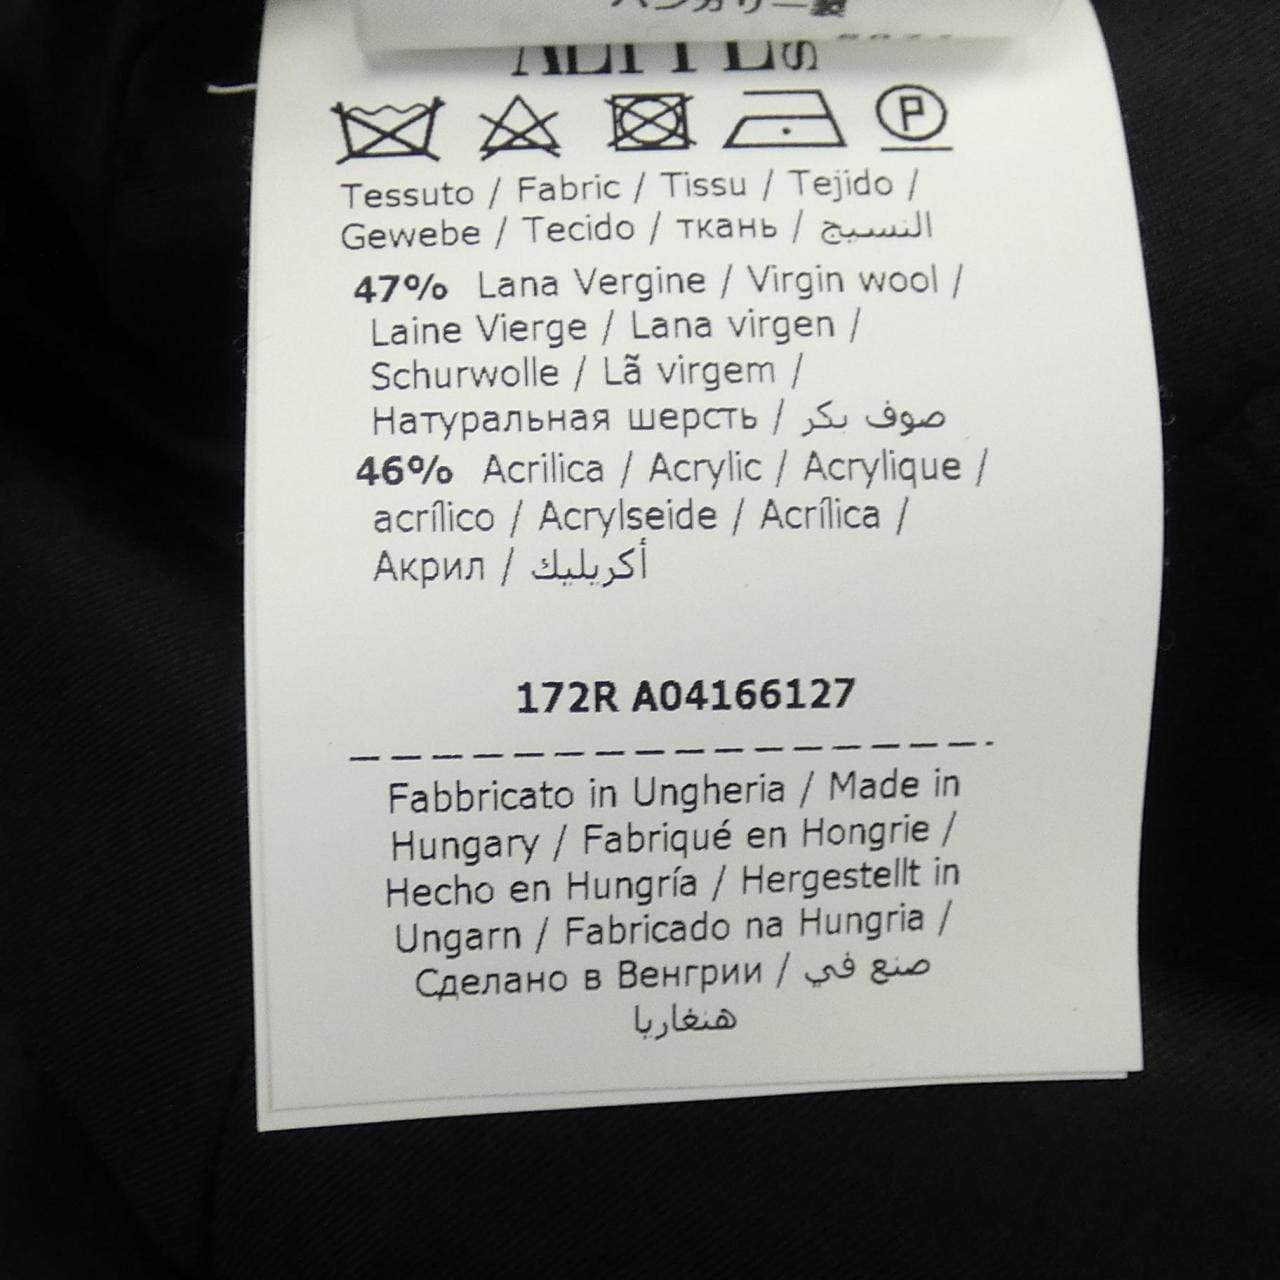 Tessuto / Fabric / Tissu / Tejido /
Gewebe / Tecido / ткань / النسيج
47% Lana Vergine / Virgin wool /
Laine Vierge / Lana virgen /
Schurwolle / Lã virgem /
Натуральная шерсть / صوف بكر
46% Acrilica / Acrylic / Acrylique /
acrílico / Acrylseide / Acrílica /
Акрил / أكريليك
172R A04166127
Fabbricato in Ungheria / Made in
Hungary / Fabriqué en Hongrie /
Hecho en Hungría / Hergestellt in
Ungarn / Fabricado na Hungria /
Сделано в Венгрии / صنع في
هنغاريا